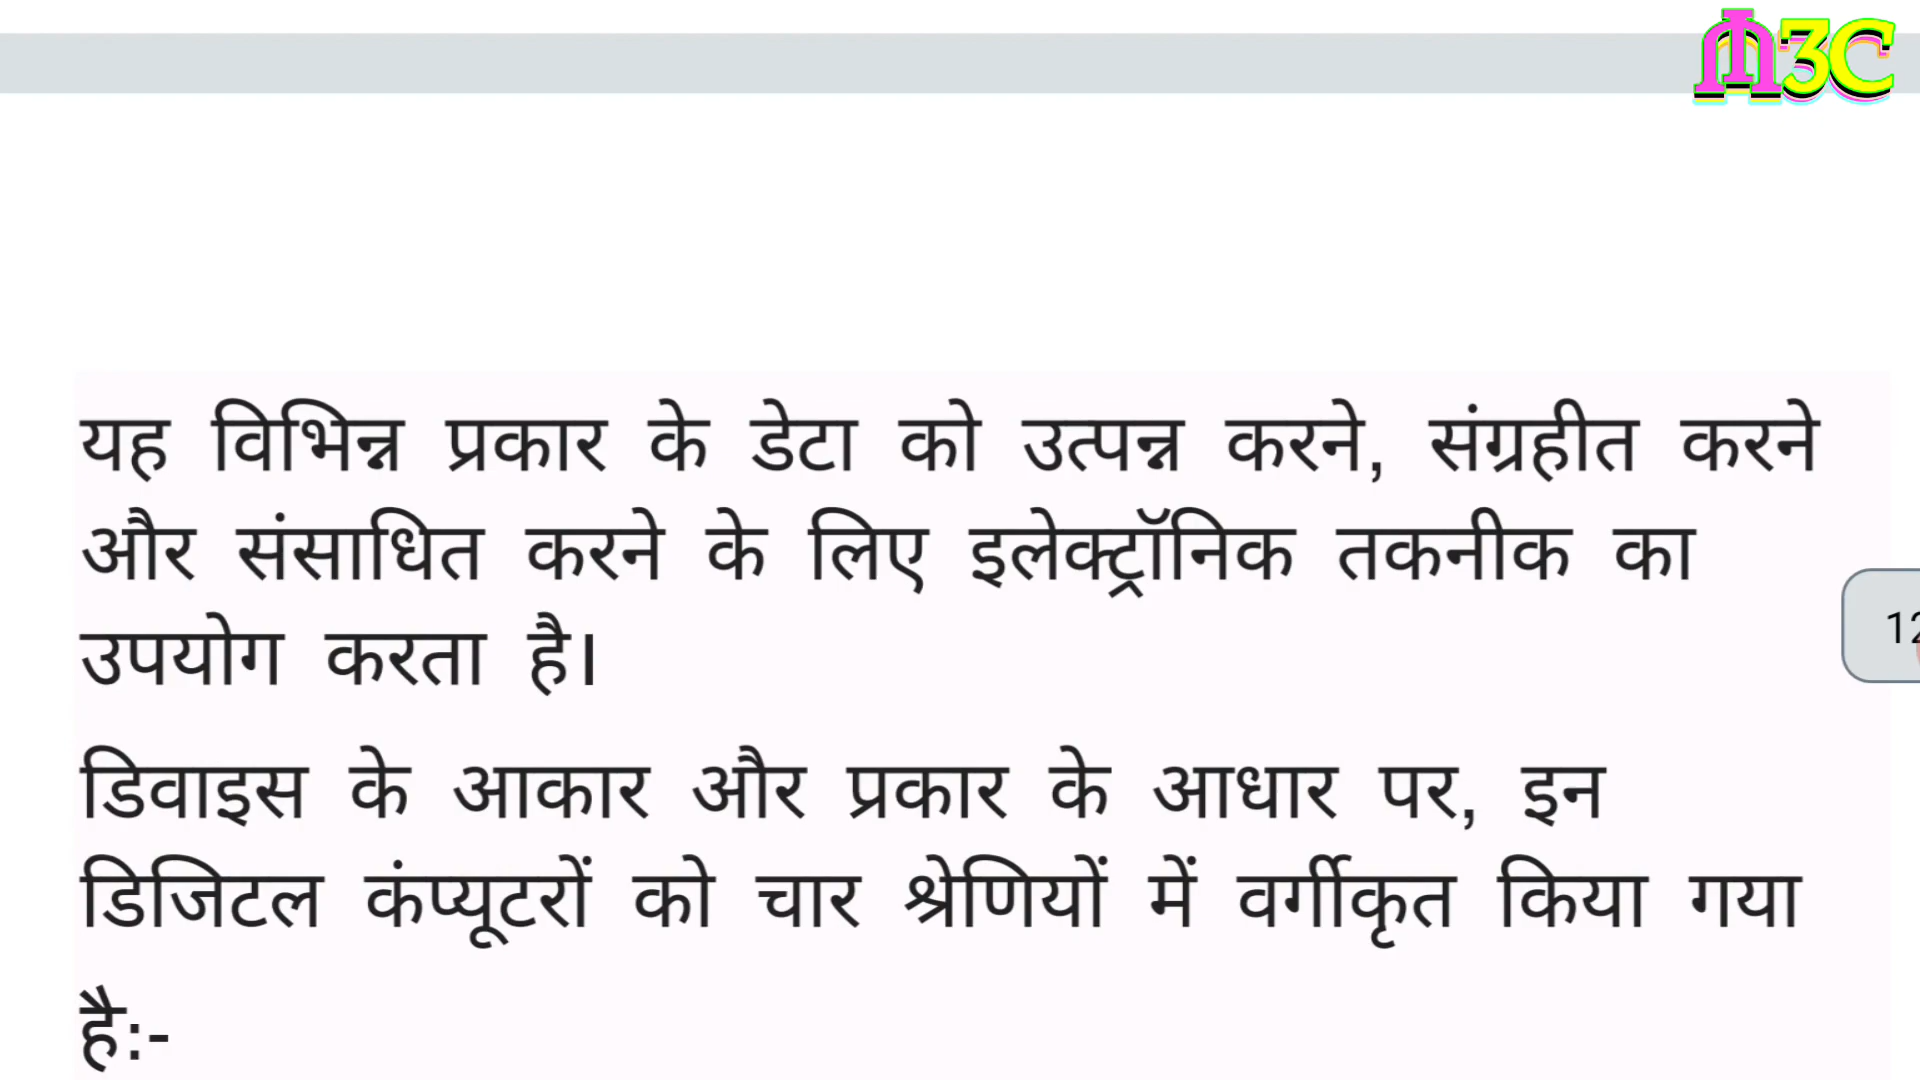 M3C
यह विभिन्न प्रकार के डेटा को उत्पन्न करने, संग्रहीत करने
और संसाधित करने के लिए इलेक्ट्रॉनिक तकनीक का
उपयोग करता है।
12
डिवाइस के आकार और प्रकार के आधार पर, इन
डिजिटल कंप्यूटरों को चार श्रेणियों में वर्गीकृत किया गया
है:-